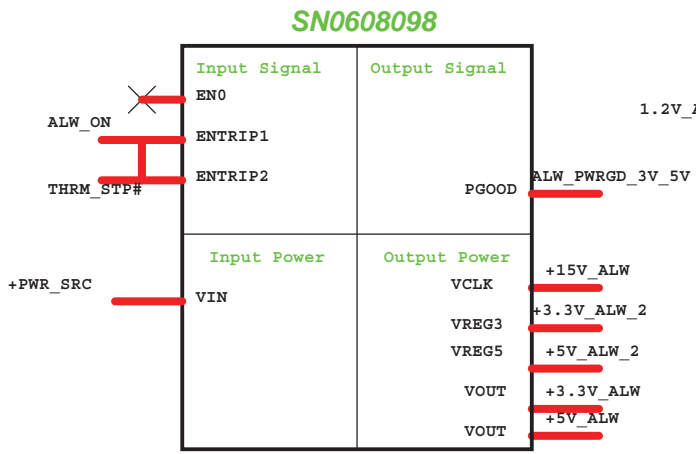 SN0608098
Input Signal
Output Signal
EN0
1.2V_A
ALW_ON
ENTRIP1
THRM_STP#
ENTRIP2
ALW_PWRGD_3V_5V
PGOOD
Input Power
Output Power
+PWR_SRC
VIN
VCLK
+15V_ALW
VREG3
+3.3V_ALW_2
VREG5
+5V_ALW_2
VOUT
+3.3V_ALW
VOUT
+5V_ALW